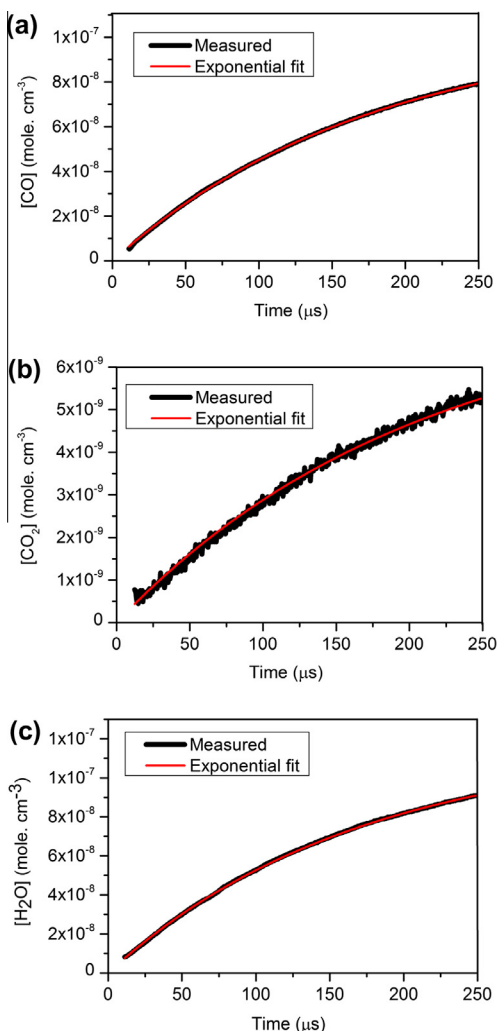 (a)
1x10-7
8x10-8
6x10-8
4x10-8
2x10-8
0
[CO] (mole. cm-3)
Measured
Exponential fit
0 50 100 150 200 250
Time (μs)
(b)
6x10-9
5x10-9
4x10-9
3x10-9
2x10-9
1x10-9
0
[CO2] (mole. cm-3)
Measured
Exponential fit
0 50 100 150 200 250
Time (μs)
(c)
1x10-7
1x10-7
8x10-8
6x10-8
4x10-8
2x10-8
0
[H2O] (mole. cm-3)
Measured
Exponential fit
0 50 100 150 200 250
Time (μs)